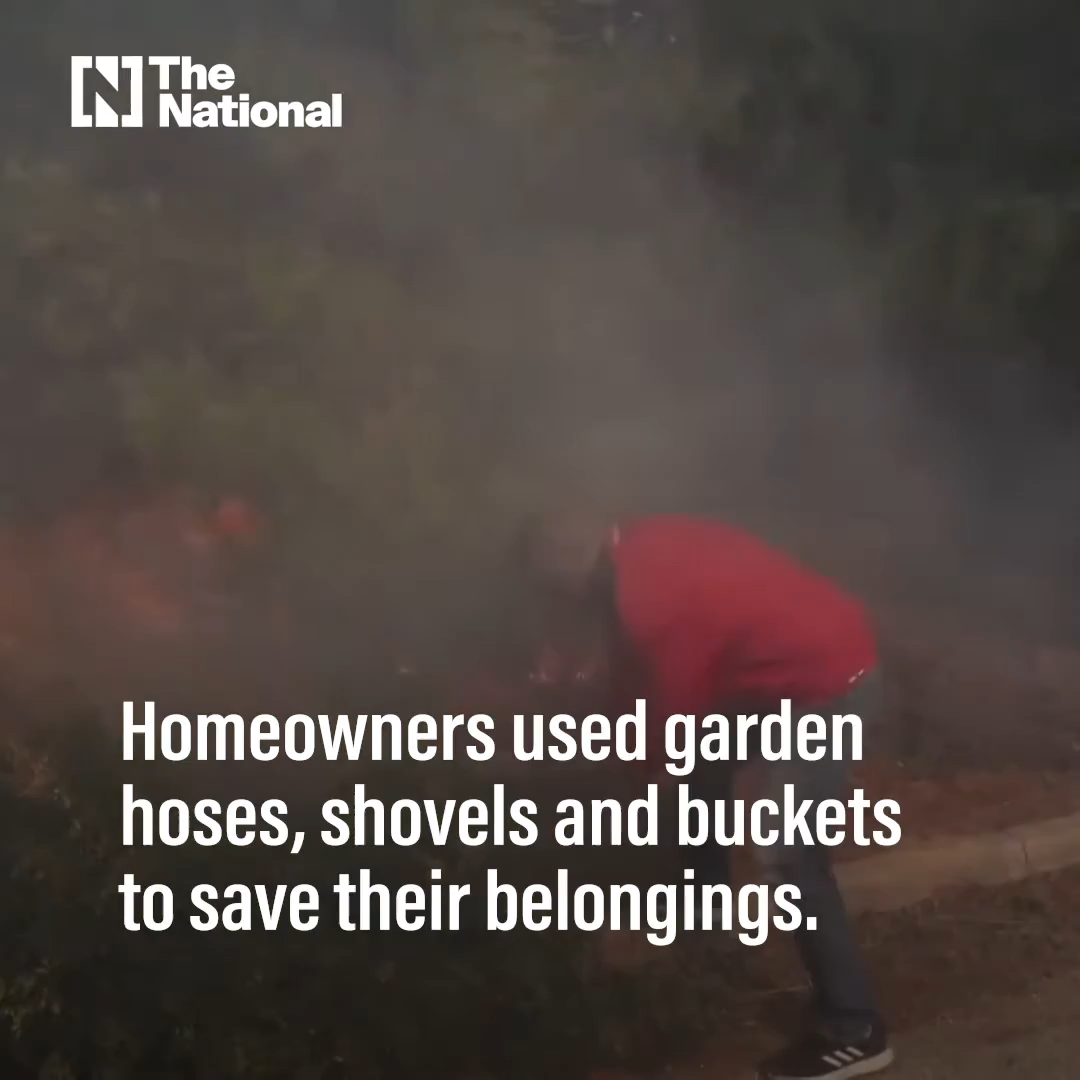 The
National
Homeowners used garden
hoses, shovels and buckets
to save their belongings.